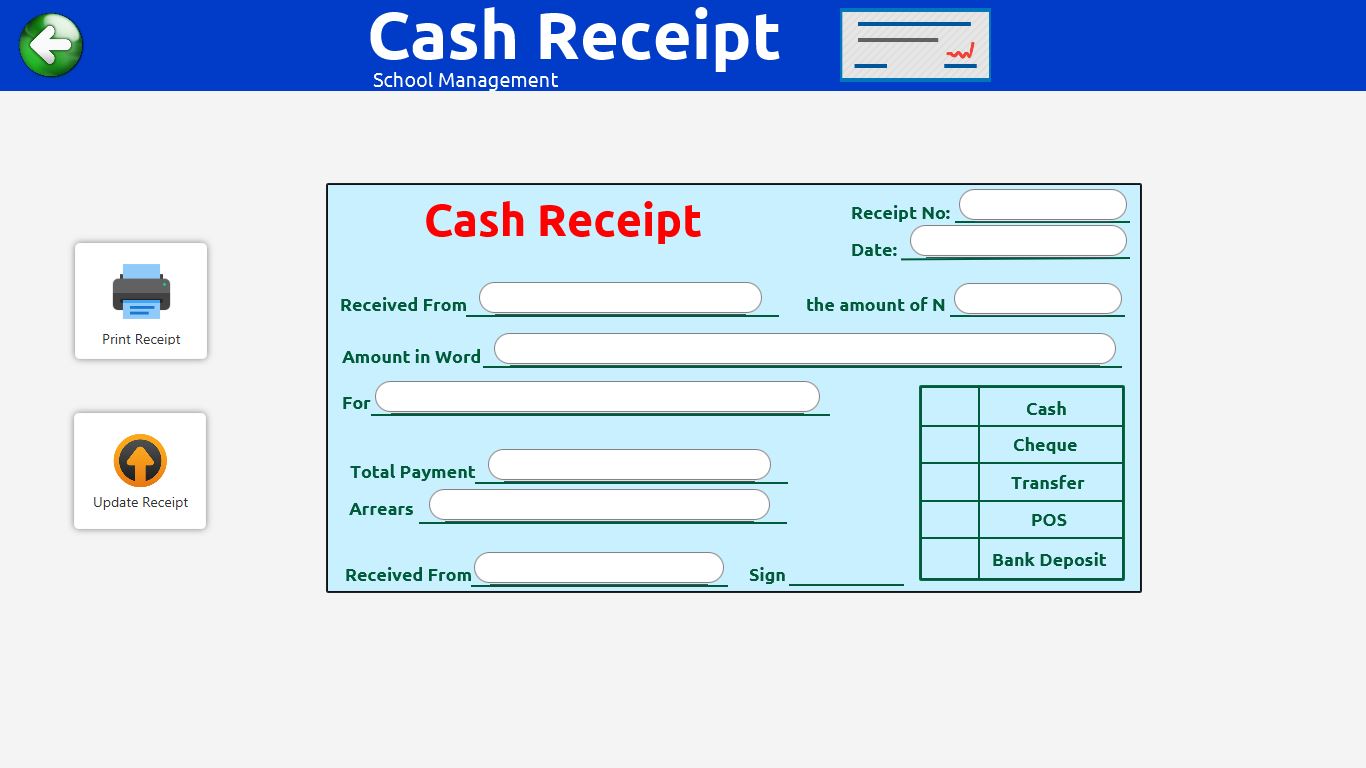 Cash Receipt
School Management
Cash Receipt
Receipt No:
Date:
Received From
the amount of N
Amount in Word
For
Total Payment
Arrears
Received From
Sign
Cash
Cheque
Transfer
POS
Bank Deposit
Print Receipt
Update Receipt